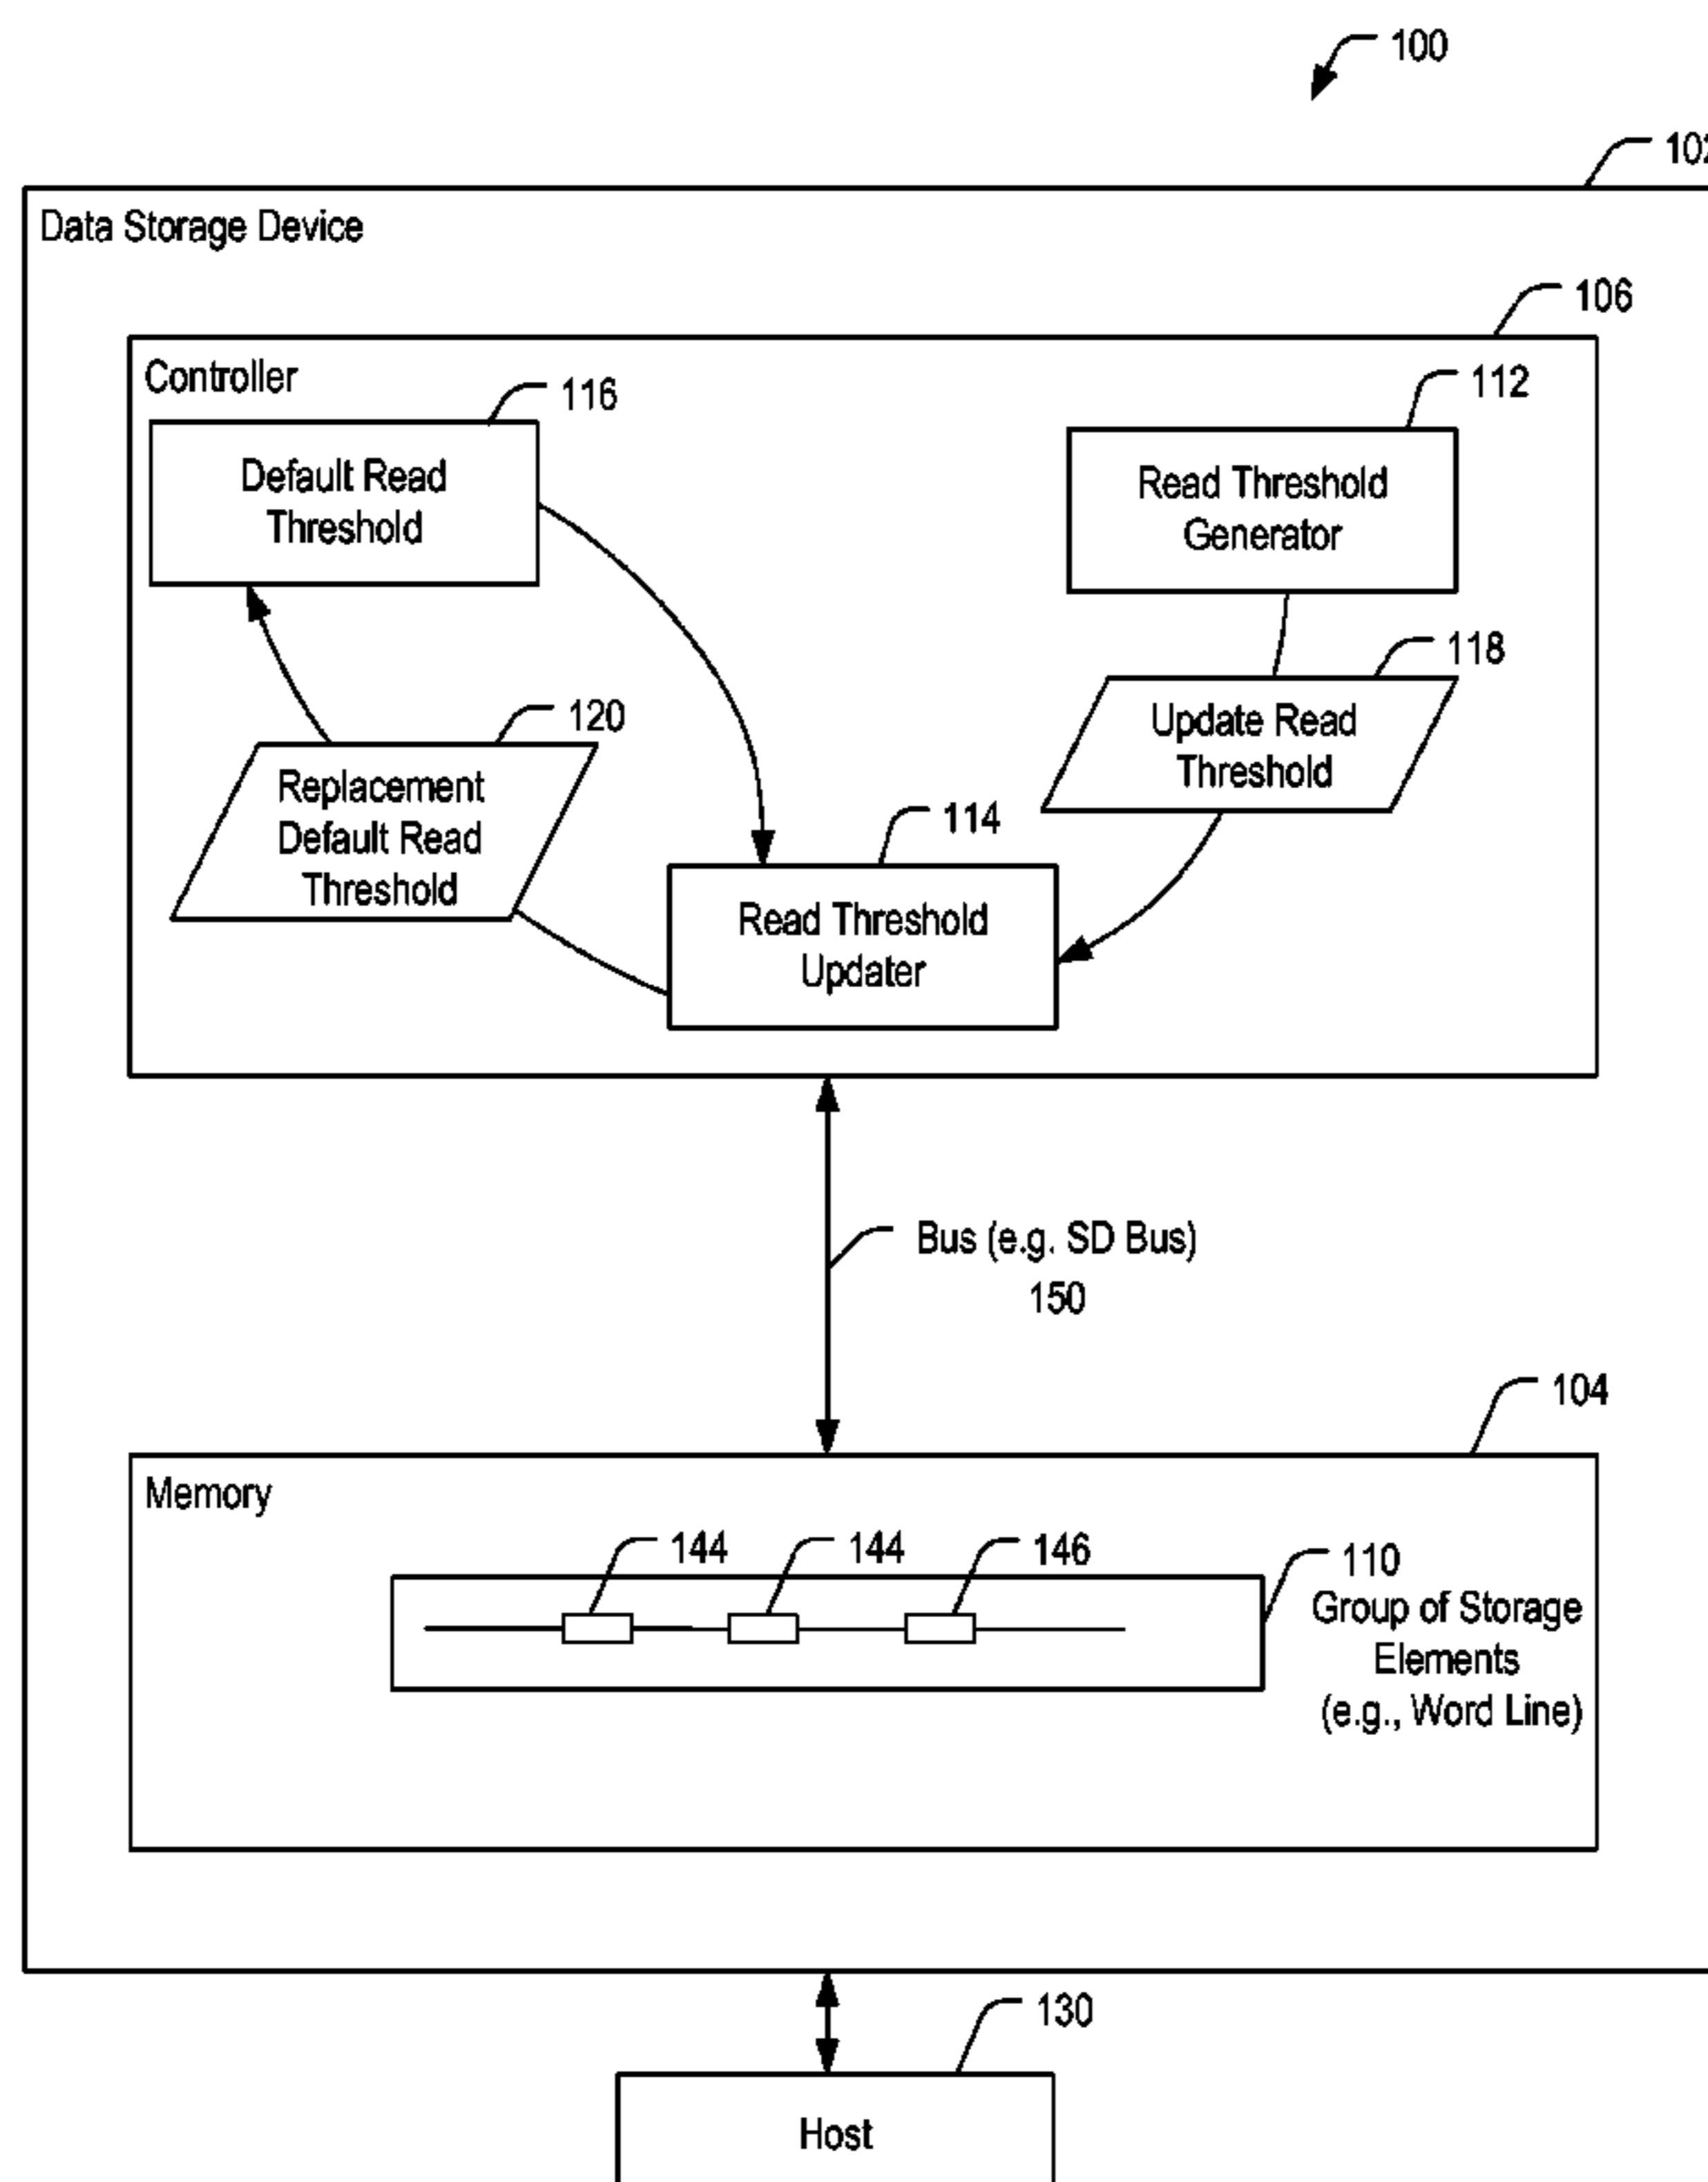 100
Data Storage Device
106
Controller
116
112
Default Read
Threshold
Read Threshold
Generator
118
Update Read
Threshold
120
Replacement
Default Read
Threshold
114
Read Threshold
Updater
Bus (e.g. SD Bus)
150
104
Memory
144
144
146
110
Group of Storage
Elements
(e.g., Word Line)
130
Host